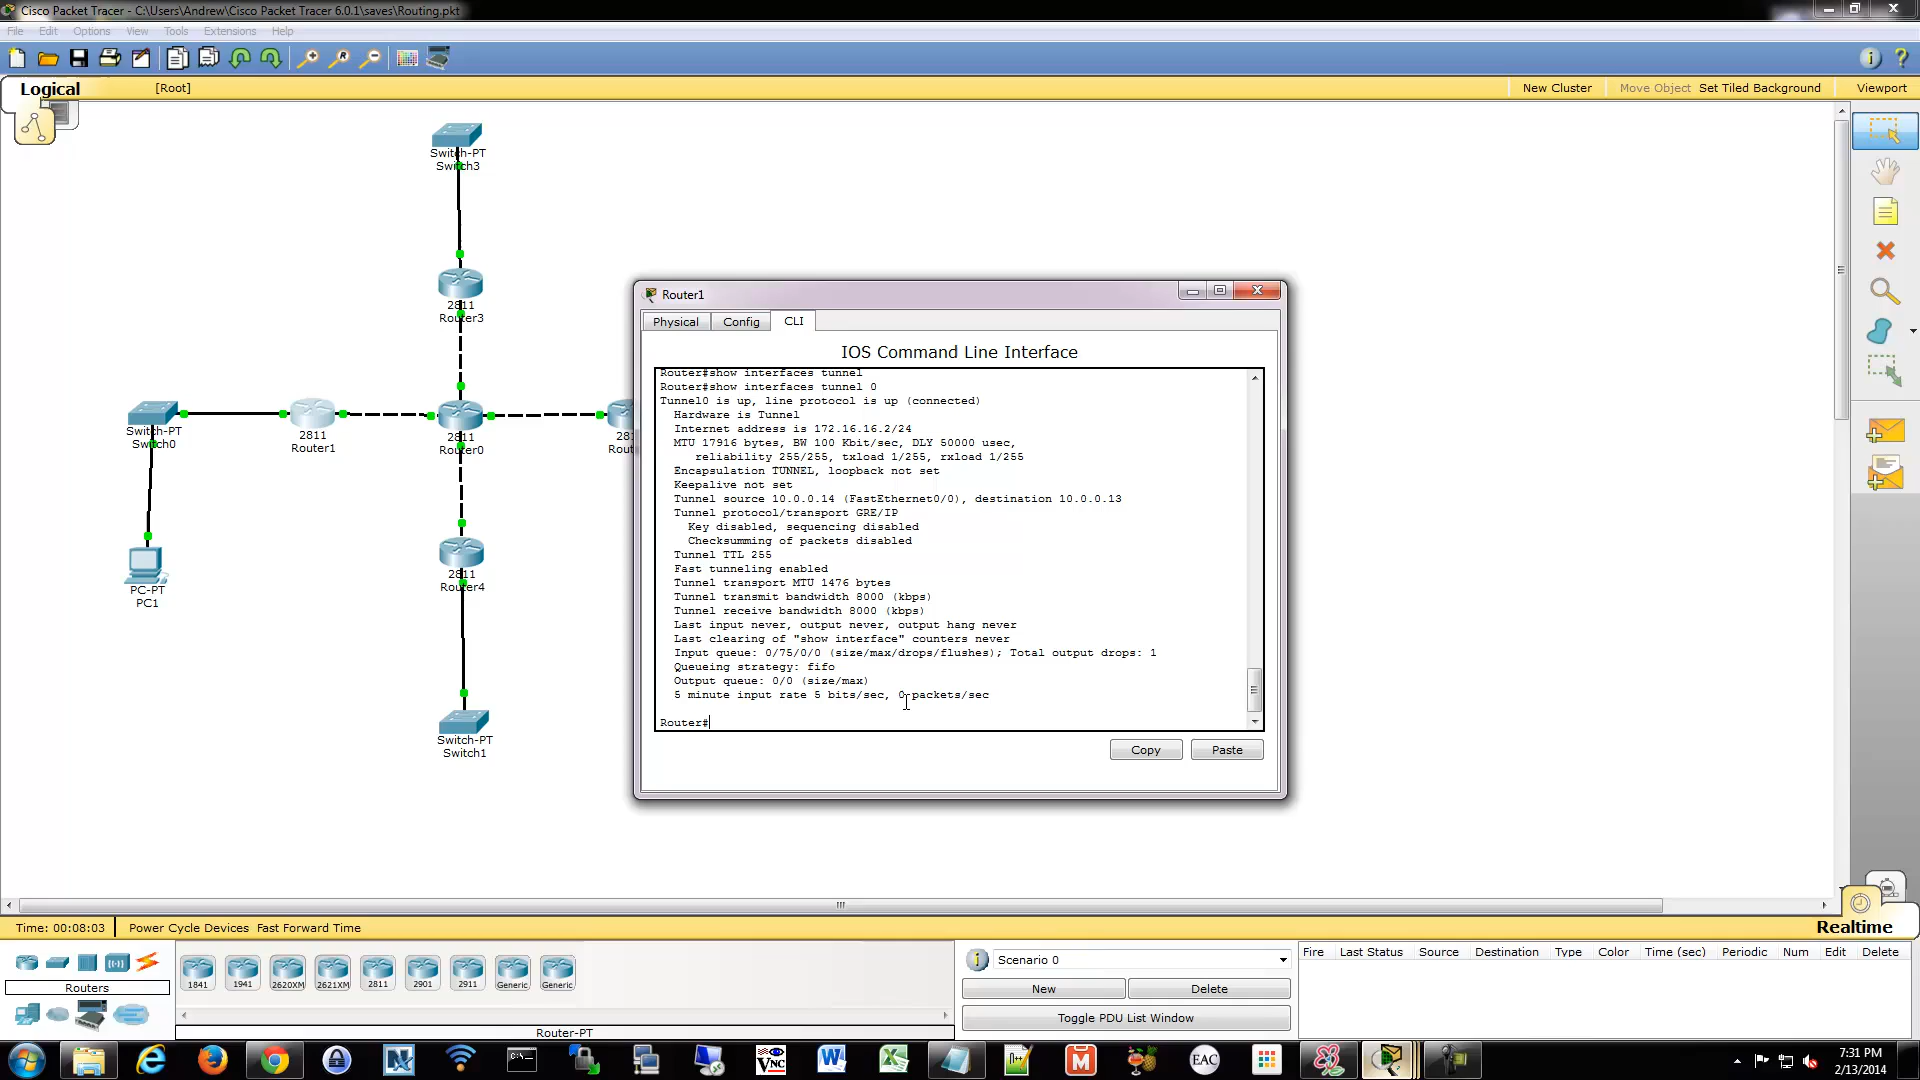 Cisco Packet Tracer - C:\Users\Andrew\Cisco Packet Tracer 6.0.1\saves\Routing.pkt
File Edit Options View Tools Extensions Help
Logical
[Root]
New Cluster
Move Object
Set Tiled Background
Viewport
Switch-PT
Switch3
2811
Router3
Switch-PT
Switch0
2811
Router1
2811
Router0
PC-PT
PC1
2811
Router4
Switch-PT
Switch1
Router1
Physical
Config
CLI
IOS Command Line Interface
Router#show interfaces tunnel
Router#show interfaces tunnel 0
Tunnel0 is up, line protocol is up (connected)
Hardware is Tunnel
Internet address is 172.16.16.2/24
MTU 17916 bytes, BW 100 Kbit/sec, DLY 50000 usec,
reliability 255/255, txload 1/255, rxload 1/255
Encapsulation TUNNEL, loopback not set
Keepalive not set
Tunnel source 10.0.0.14 (FastEthernet0/0), destination 10.0.0.13
Tunnel protocol/transport GRE/IP
Key disabled, sequencing disabled
Checksumming of packets disabled
Tunnel TTL 255
Fast tunneling enabled
Tunnel transport MTU 1476 bytes
Tunnel transmit bandwidth 8000 (kbps)
Tunnel receive bandwidth 8000 (kbps)
Last input never, output never, output hang never
Last clearing of "show interface" counters never
Input queue: 0/75/0/0 (size/max/drops/flushes); Total output drops: 1
Queueing strategy: fifo
Output queue: 0/0 (size/max)
5 minute input rate 5 bits/sec, 0 packets/sec
Router#
Copy
Paste
Time: 00:08:03
Power Cycle Devices Fast Forward Time
Realtime
Routers
1841
1941
2620XM
2621XM
2811
2901
2911
Generic
Generic
Router-PT
Scenario 0
New
Delete
Toggle PDU List Window
Fire Last Status Source Destination Type Color Time (sec) Periodic Num Edit Delete
7:31 PM
2/13/2014